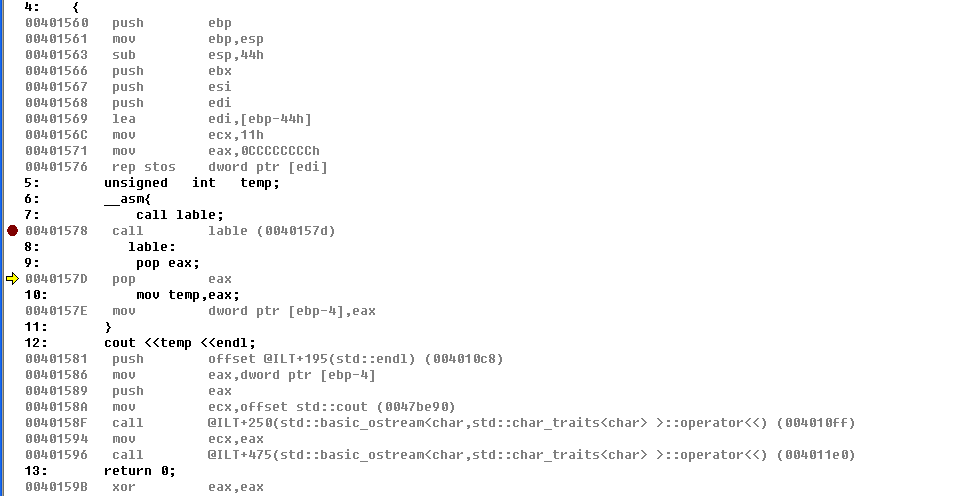 4:    {
00401560   push        ebp
00401561   mov         ebp,esp
00401563   sub         esp,44h
00401566   push        ebx
00401567   push        esi
00401568   push        edi
00401569   lea         edi,[ebp-44h]
0040156C   mov         ecx,11h
00401571   mov         eax,0CCCCCCCCh
00401576   rep stos    dword ptr [edi]
5:        unsigned   int   temp;
6:        __asm{
7:            call lable;
00401578   call        lable (0040157d)
8:           lable:
9:            pop eax;
0040157D   pop         eax
10:           mov temp,eax;
0040157E   mov         dword ptr [ebp-4],eax
11:       }
12:       cout <<temp <<endl;
00401581   push        offset @ILT+195(std::endl) (004010c8)
00401586   mov         eax,dword ptr [ebp-4]
00401589   push        eax
0040158A   mov         ecx,offset std::cout (0047be90)
0040158F   call        @ILT+250(std::basic_ostream<char,std::char_traits<char> >::operator<<) (004010ff)
00401594   mov         ecx,eax
00401596   call        @ILT+475(std::basic_ostream<char,std::char_traits<char> >::operator<<) (004011e0)
13:       return 0;
0040159B   xor         eax,eax